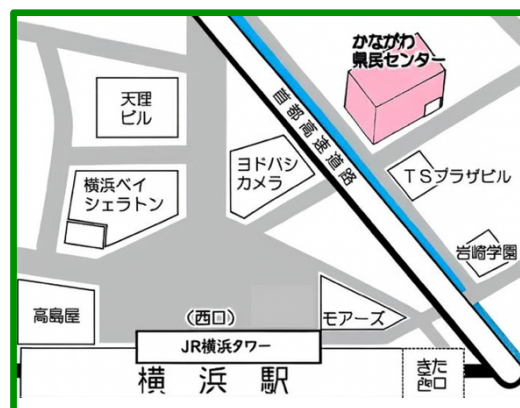 かながわ
県民センター
天理
ビル
首都高速道路
ヨドバシ
カメラ
横浜ベイ
シェラトン
TSプラザビル
岩崎学園
高島屋
(西口)
モアーズ
JR横浜タワー
横浜駅
きた
西口